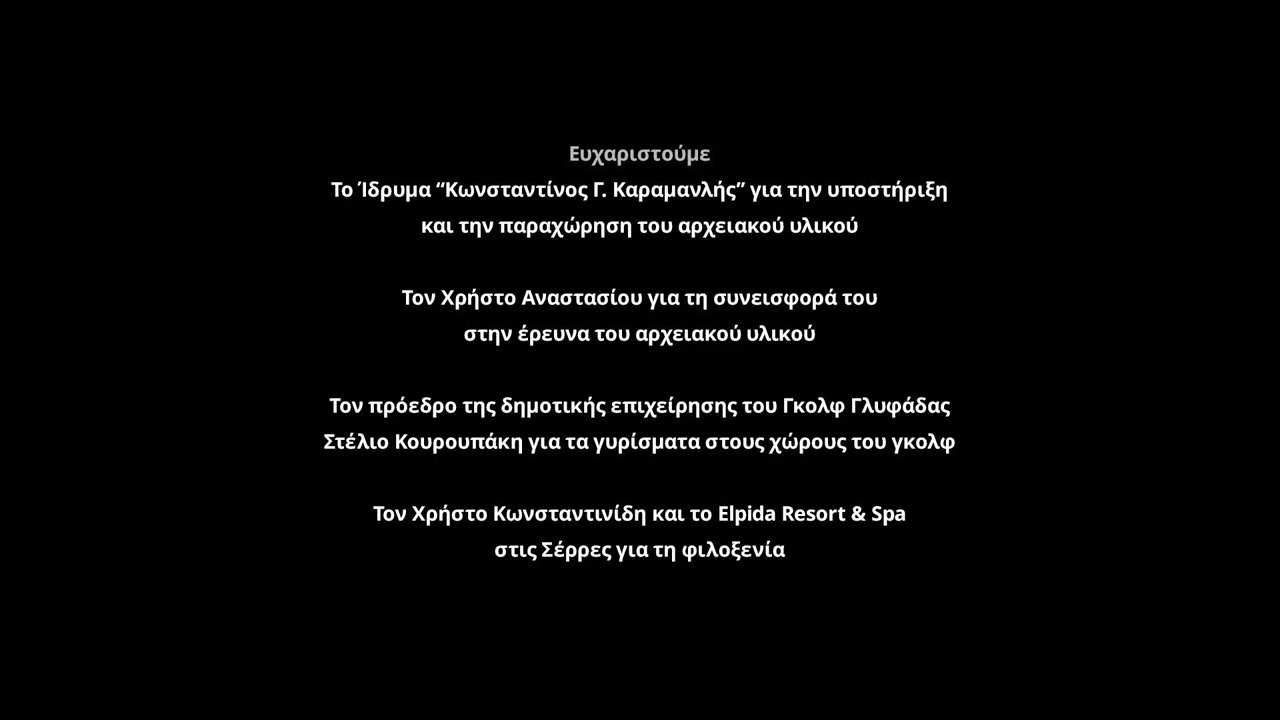 Ευχαριστούμε
Το Ίδρυμα “Κωνσταντίνος Γ. Καραμανλής” για την υποστήριξη
και την παραχώρηση του αρχειακού υλικού
Τον Χρήστο Αναστασίου για τη συνεισφορά του
στην έρευνα του αρχειακού υλικού
Τον πρόεδρο της δημοτικής επιχείρησης του Γκολφ Γλυφάδας
Στέλιο Κουρουπάκη για τα γυρίσματα στους χώρους του γκολφ
Τον Χρήστο Κωνσταντινίδη και το Elpida Resort & Spa
στις Σέρρες για τη φιλοξενία